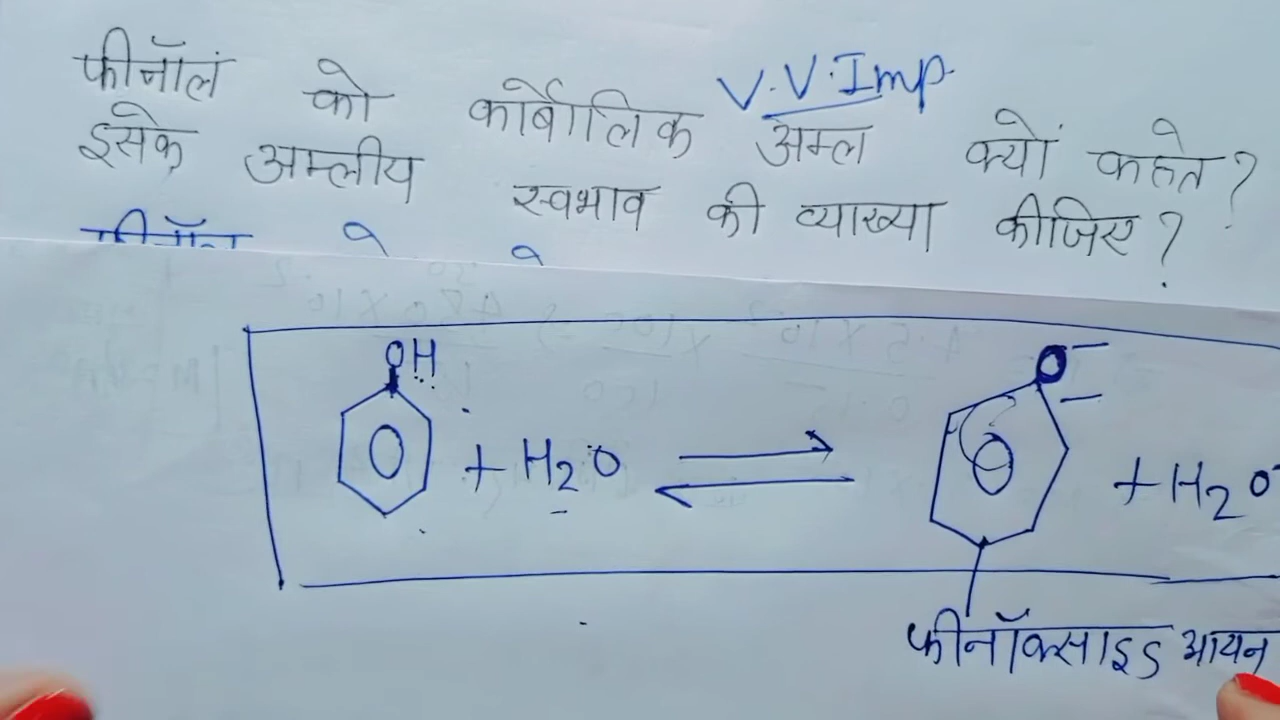 V.V.Imp.
फीनॉल को कार्बोलिक अम्ल क्यों कहते?
इसके अम्लीय स्वभाव की व्याख्या कीजिए?
OH
O⁻
+ H₂O ⇌ + H₂O
फीनॉक्साइड आयन